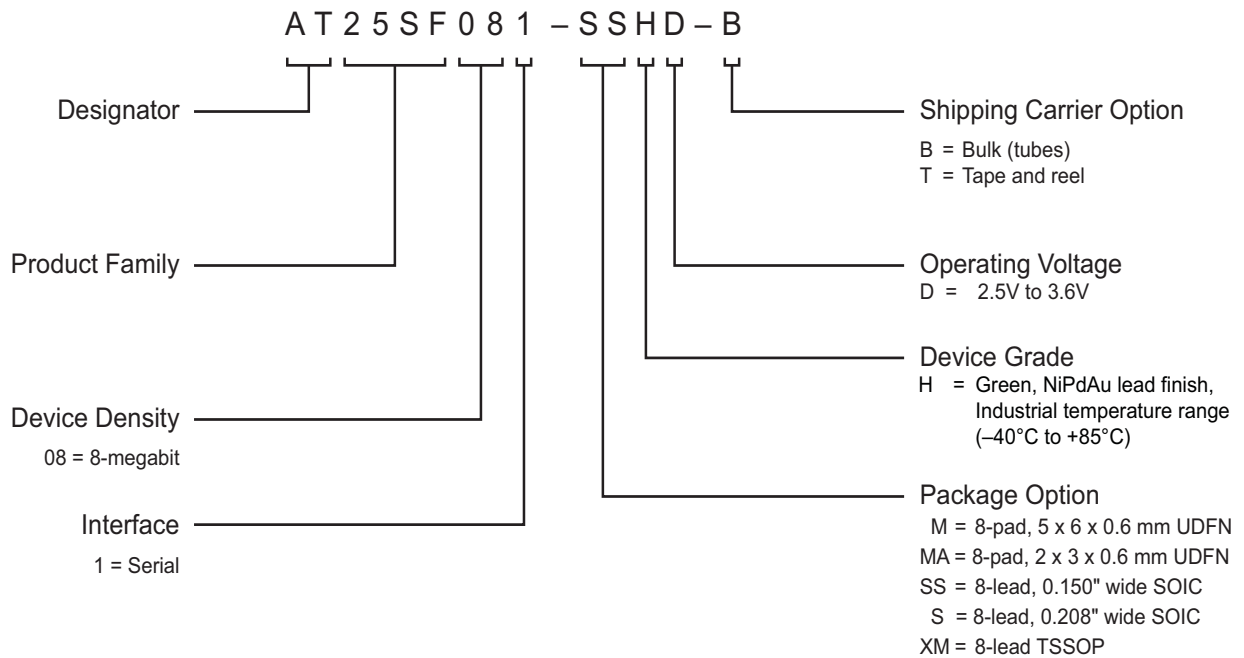 AT25SF081 – SSHD – B
Designator
Product Family
Device Density
08 = 8-megabit
Interface
1 = Serial
Shipping Carrier Option
B = Bulk (tubes)
T = Tape and reel
Operating Voltage
D = 2.5V to 3.6V
Device Grade
H = Green, NiPdAu lead finish,
Industrial temperature range
(–40°C to +85°C)
Package Option
M = 8-pad, 5 x 6 x 0.6 mm UDFN
MA = 8-pad, 2 x 3 x 0.6 mm UDFN
SS = 8-lead, 0.150" wide SOIC
S = 8-lead, 0.208" wide SOIC
XM = 8-lead TSSOP